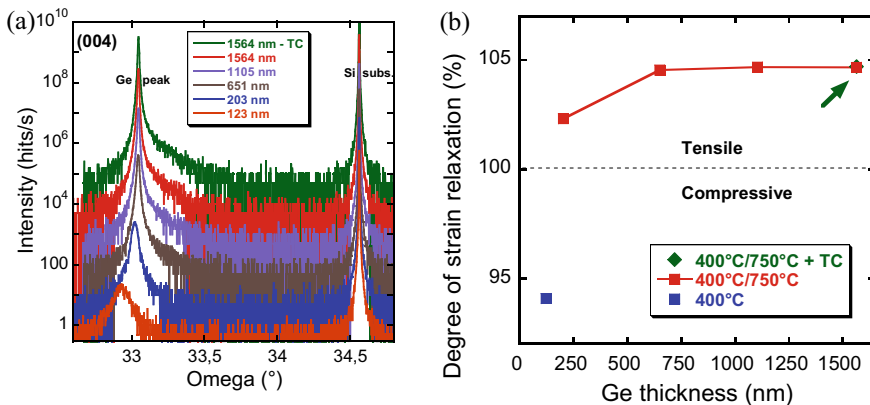 (a)
(004)
1564 nm - TC
1564 nm
1105 nm
651 nm
203 nm
123 nm
Ge peak
Si subs.
10^10
10^8
10^6
10^4
100
1
Intensity (hits/s)
33
33,5
34
34,5
Omega (°)
(b)
105
100
95
Degree of strain relaxation (%)
Tensile
Compressive
400°C/750°C + TC
400°C/750°C
400°C
0
250
500
750
1000
1250
1500
Ge thickness (nm)